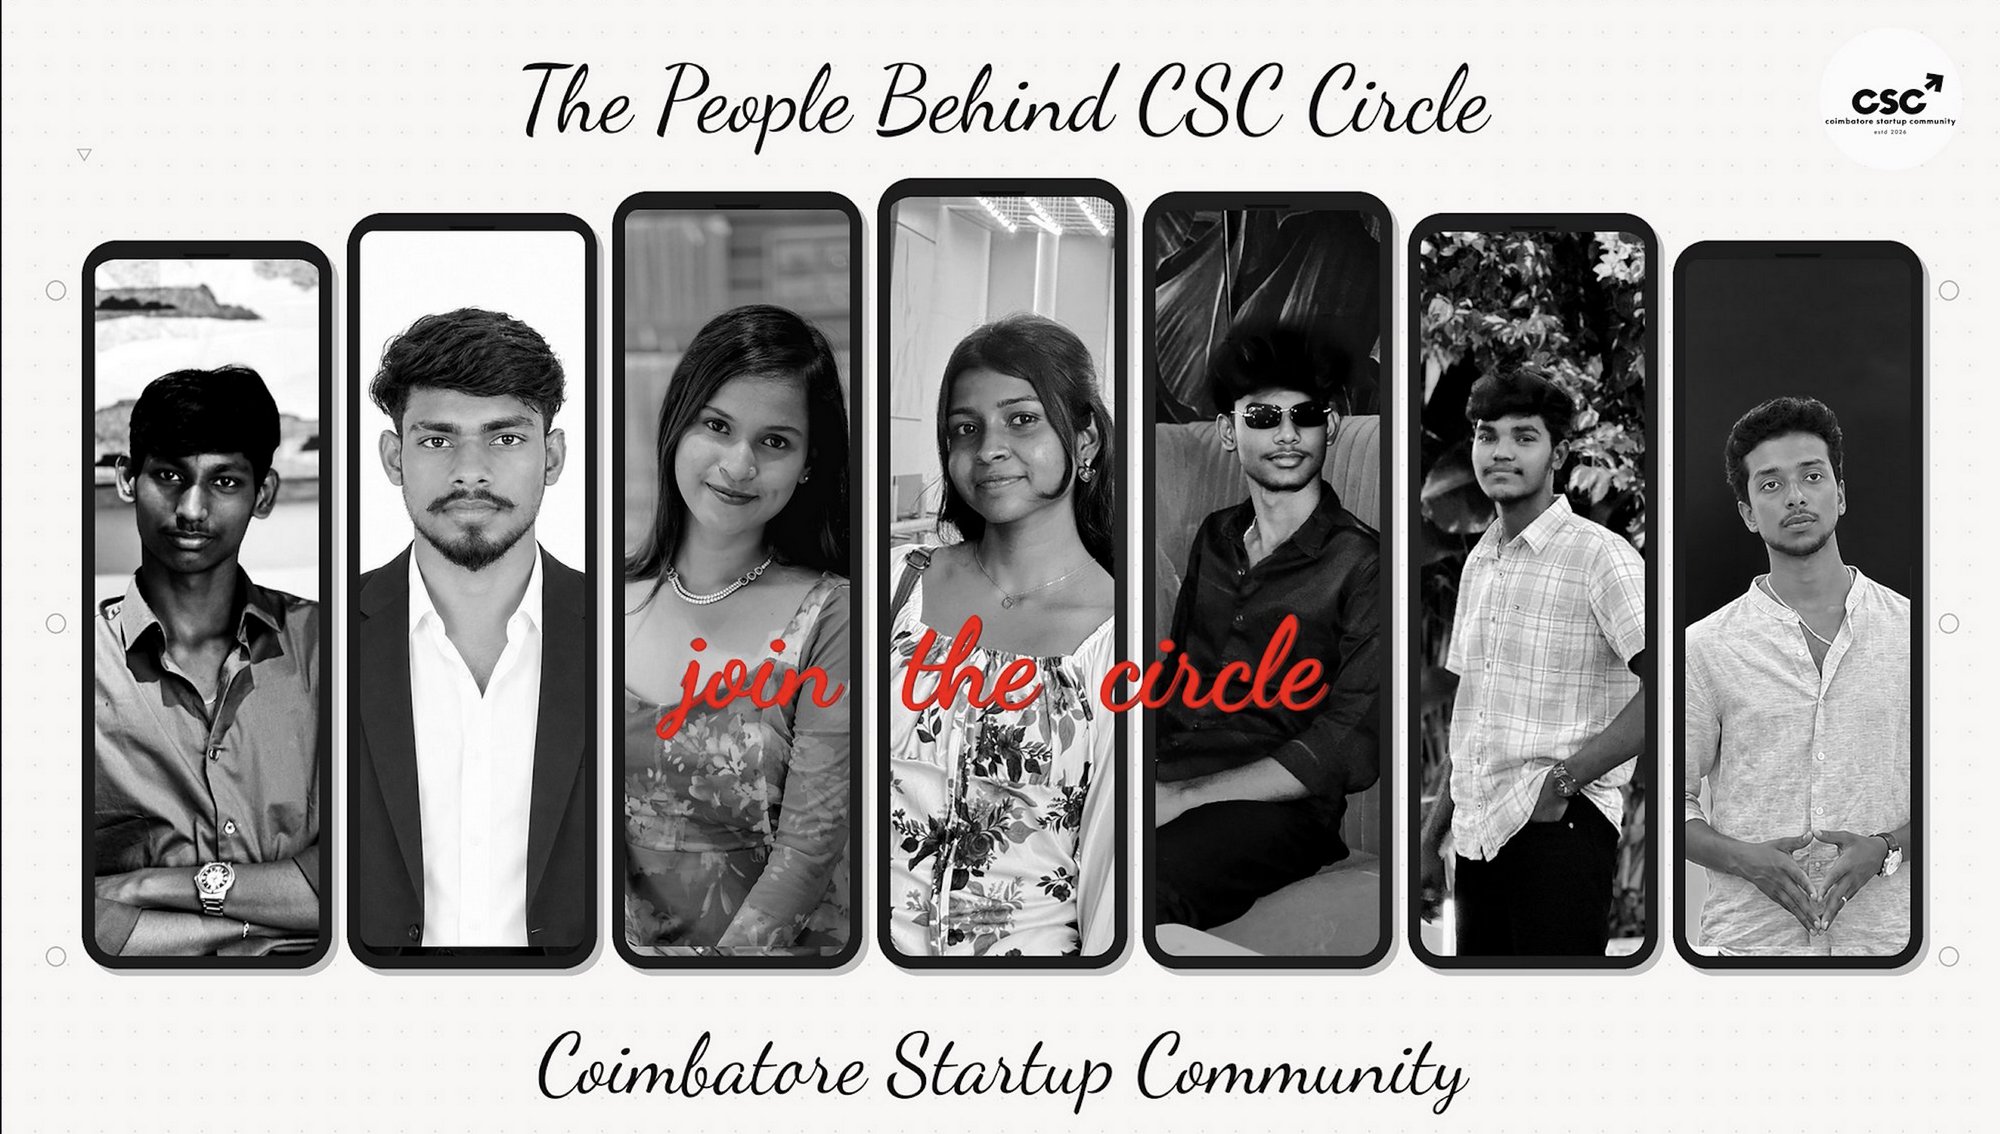 The People Behind CSC Circle
csc
coimbatore startup community
estd 2026
join the circle
Coimbatore Startup Community